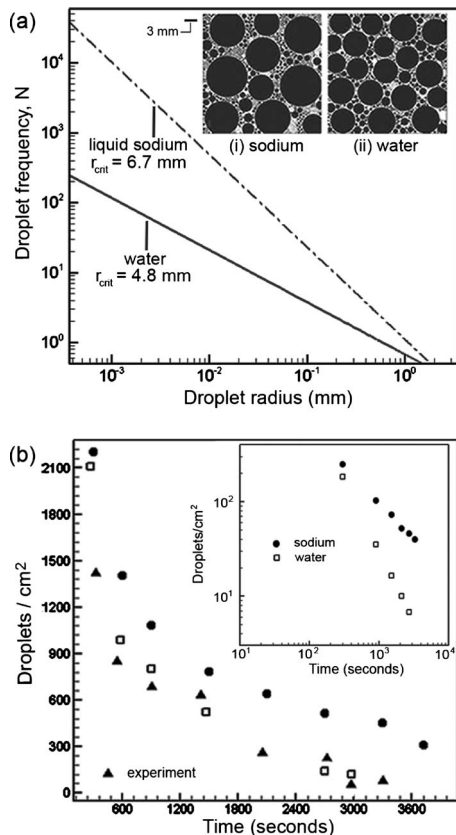 (a)
3 mm
(i) sodium
(ii) water
Droplet frequency, N
10⁴
10³
10²
10¹
10⁰
liquid sodium
r_cnt = 6.7 mm
water
r_cnt = 4.8 mm
10⁻³
10⁻²
10⁻¹
10⁰
Droplet radius (mm)
(b)
Droplets / cm²
2100
1800
1500
1200
900
600
300
0
600
1200
1800
2400
3000
3600
Time (seconds)
experiment
Droplets/cm²
10²
10¹
sodium
water
10¹
10²
10³
10⁴
Time (seconds)